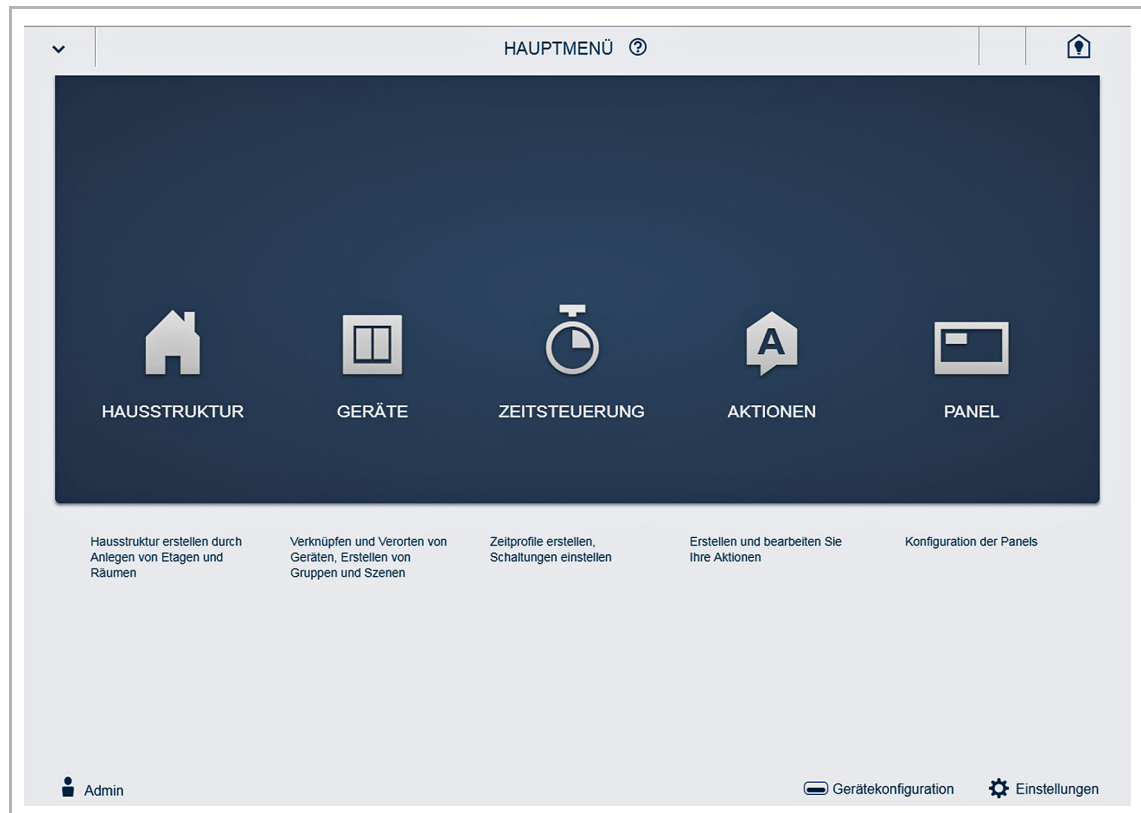 HAUPTMENÜ
A
HAUSSTRUKTUR
GERÄTE
ZEITSTEUERUNG
AKTIONEN
PANEL
Hausstruktur erstellen durch
Anlegen von Etagen und
Räumen
Verknüpfen und Verorten von
Geräten, Erstellen von
Gruppen und Szenen
Zeitprofile erstellen,
Schaltungen einstellen
Erstellen und bearbeiten Sie
Ihre Aktionen
Konfiguration der Panels
Admin
Gerätekonfiguration
Einstellungen